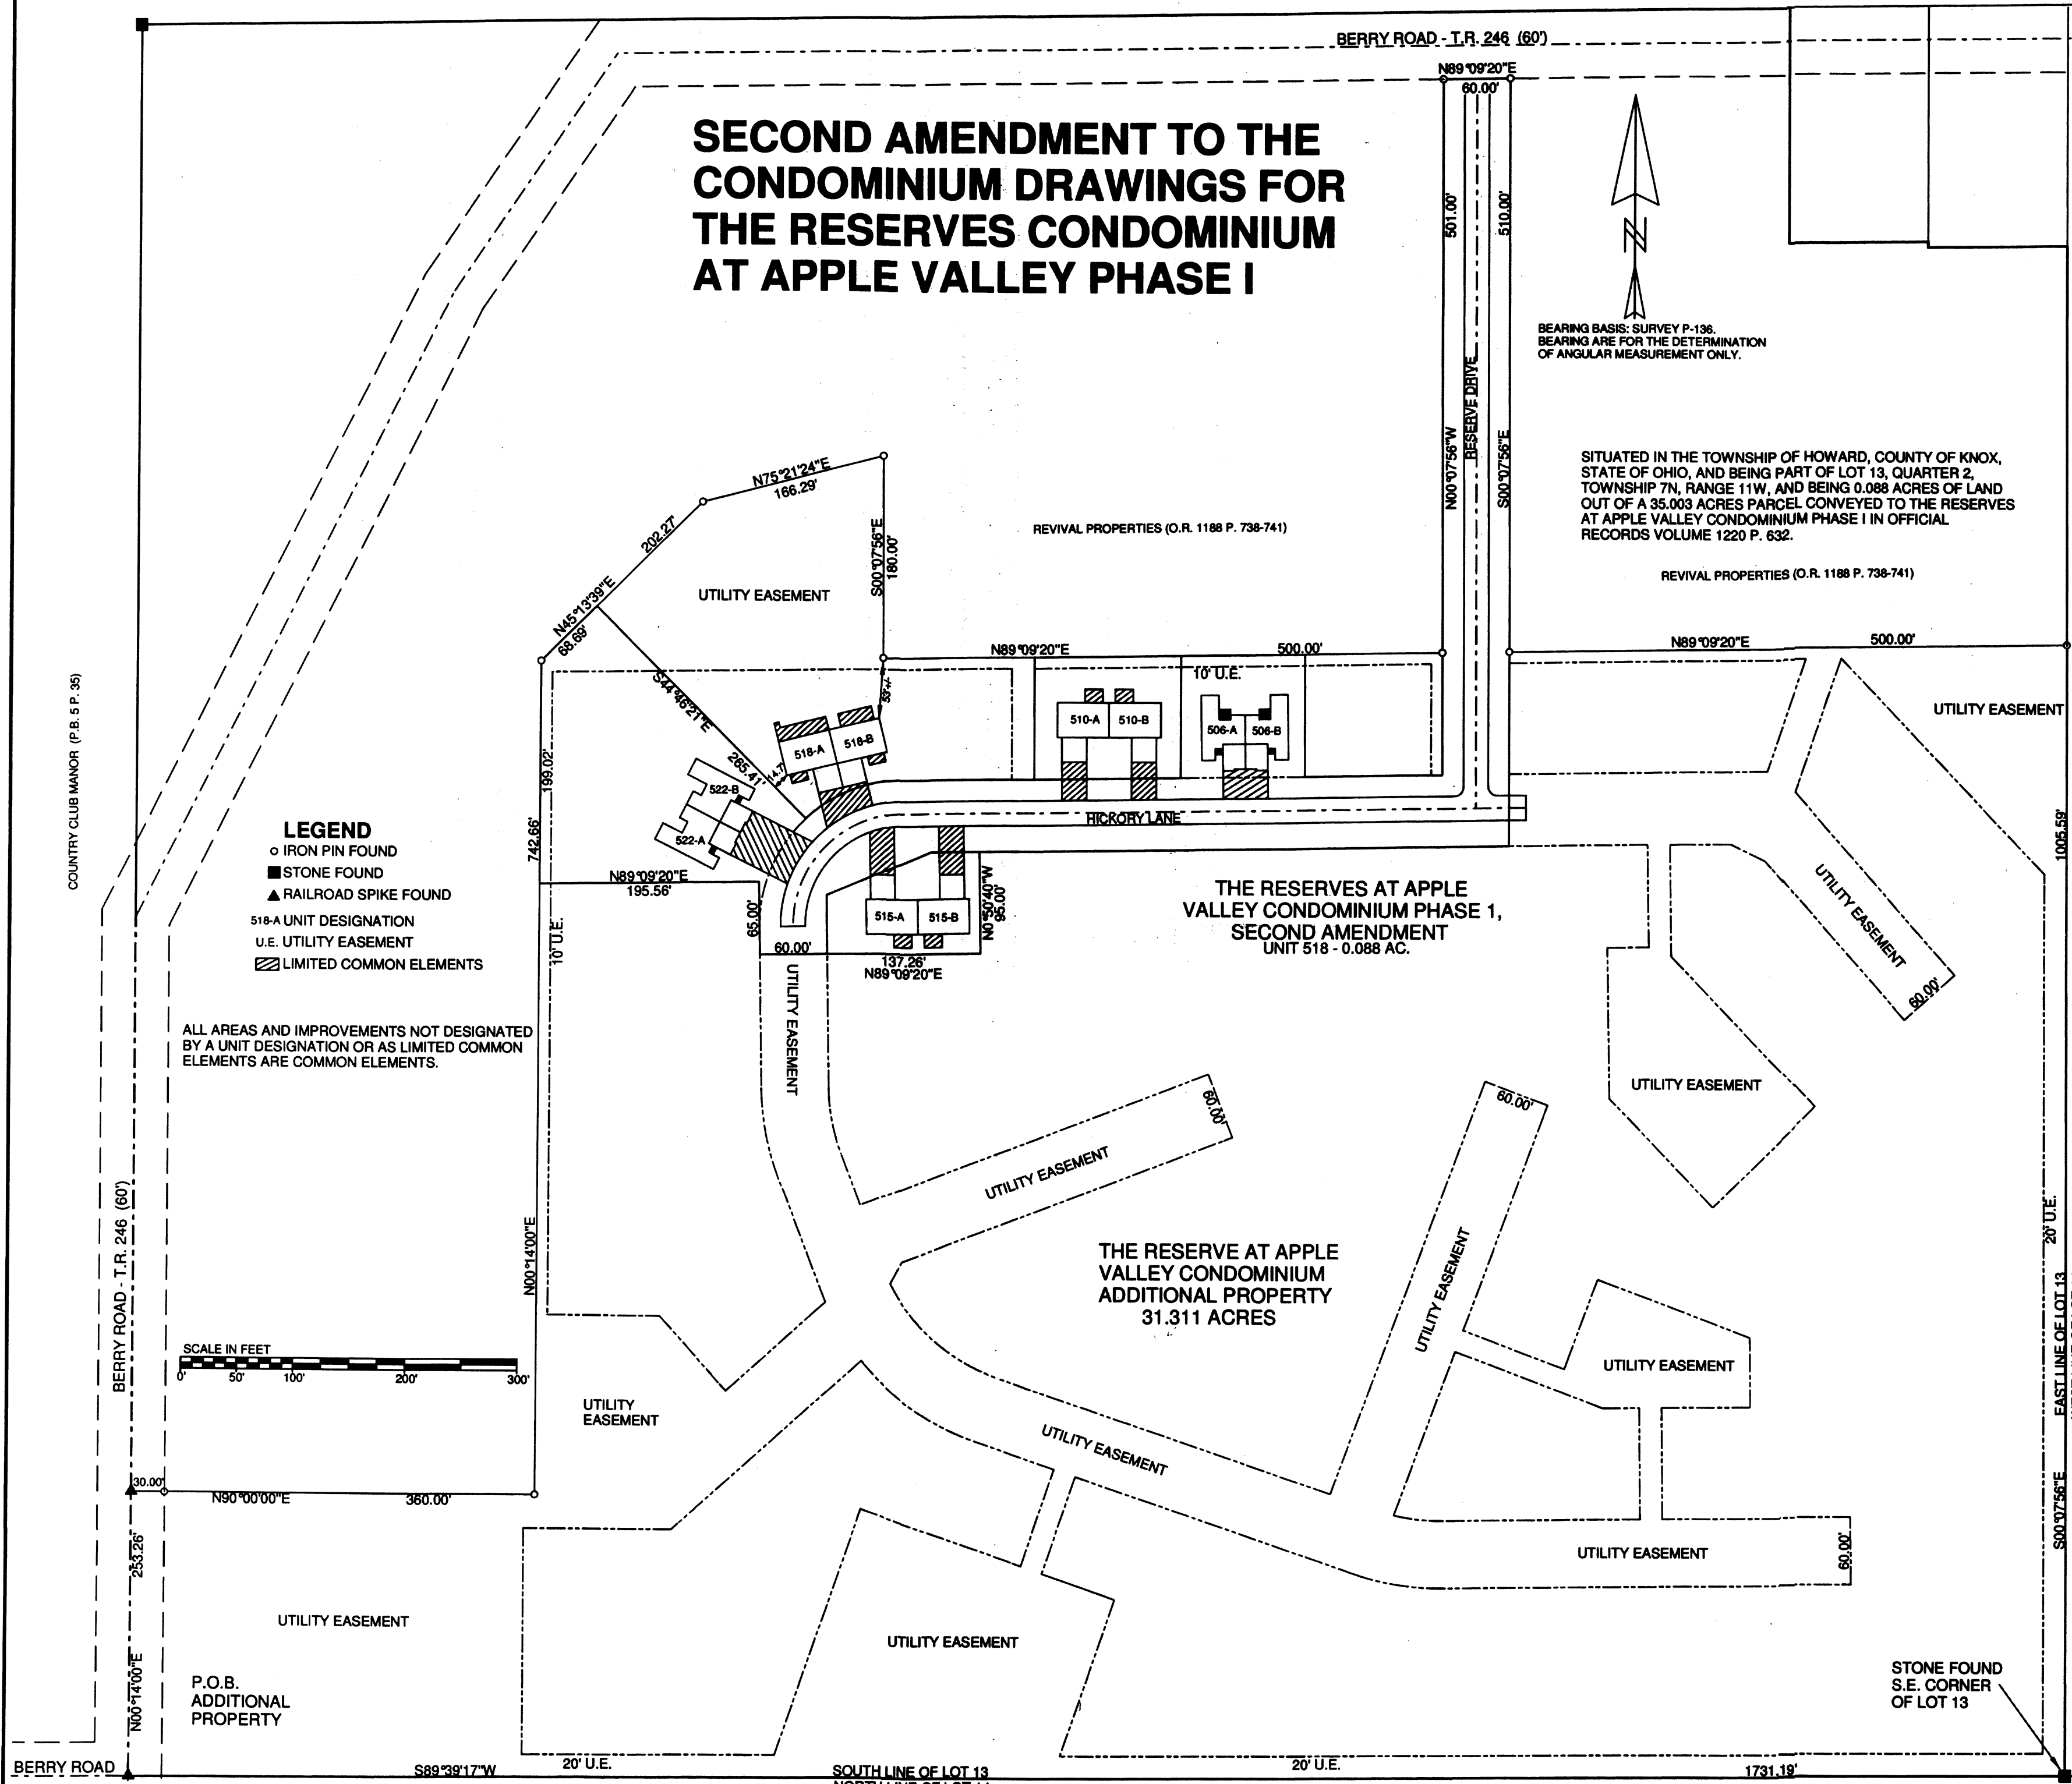 BERRY ROAD - T.R. 246 (60')
N89°09'20"E
60.00'
SECOND AMENDMENT TO THE
CONDOMINIUM DRAWINGS FOR
THE RESERVES CONDOMINIUM
AT APPLE VALLEY PHASE I
501.00'
510.00'
N
BEARING BASIS: SURVEY P-136.
BEARING ARE FOR THE DETERMINATION
OF ANGULAR MEASUREMENT ONLY.
RESERVE DRIVE
N00°07'56"W
S00°07'56"E
SITUATED IN THE TOWNSHIP OF HOWARD, COUNTY OF KNOX,
STATE OF OHIO, AND BEING PART OF LOT 13, QUARTER 2,
TOWNSHIP 7N, RANGE 11W, AND BEING 0.088 ACRES OF LAND
OUT OF A 35.003 ACRES PARCEL CONVEYED TO THE RESERVES
AT APPLE VALLEY CONDOMINIUM PHASE I IN OFFICIAL
RECORDS VOLUME 1220 P. 632.
REVIVAL PROPERTIES (O.R. 1188 P. 738-741)
N75°21'24"E
166.29'
202.27'
S00°07'56"E
180.00'
REVIVAL PROPERTIES (O.R. 1188 P. 738-741)
UTILITY EASEMENT
N45°13'39"E
68.69'
N89°09'20"E
500.00'
N89°09'20"E
500.00'
10' U.E.
53'+/-
S44°46'21"E
265.41'
14.7'
UTILITY EASEMENT
COUNTRY CLUB MANOR (P.B. 5 P. 35)
518-A
518-B
510-A
510-B
506-A
506-B
522-B
522-A
199.02'
742.66'
HICKORY LANE
1005.59'
LEGEND
IRON PIN FOUND
STONE FOUND
RAILROAD SPIKE FOUND
518-A UNIT DESIGNATION
U.E. UTILITY EASEMENT
LIMITED COMMON ELEMENTS
N89°09'20"E
195.56'
65.00'
60.00'
515-A
515-B
N0°50'40"W
95.00'
137.26'
N89°09'20"E
THE RESERVES AT APPLE
VALLEY CONDOMINIUM PHASE 1,
SECOND AMENDMENT
UNIT 518 - 0.088 AC.
UTILITY EASEMENT
60.00'
10' U.E.
UTILITY EASEMENT
ALL AREAS AND IMPROVEMENTS NOT DESIGNATED
BY A UNIT DESIGNATION OR AS LIMITED COMMON
ELEMENTS ARE COMMON ELEMENTS.
UTILITY EASEMENT
60.00'
60.00'
UTILITY EASEMENT
BERRY ROAD - T.R. 246 (60')
N00°14'00"E
THE RESERVE AT APPLE
VALLEY CONDOMINIUM
ADDITIONAL PROPERTY
31.311 ACRES
UTILITY EASEMENT
20' U.E.
EAST LINE OF LOT 13
SCALE IN FEET
0' 50' 100' 200' 300'
UTILITY EASEMENT
UTILITY
EASEMENT
UTILITY EASEMENT
30.00'
N90°00'00"E
360.00'
253.26'
S00°07'56"E
UTILITY EASEMENT
60.00'
UTILITY EASEMENT
UTILITY EASEMENT
N00°14'00"E
P.O.B.
ADDITIONAL
PROPERTY
STONE FOUND
S.E. CORNER
OF LOT 13
BERRY ROAD
S89°39'17"W
20' U.E.
SOUTH LINE OF LOT 13
20' U.E.
1731.19'